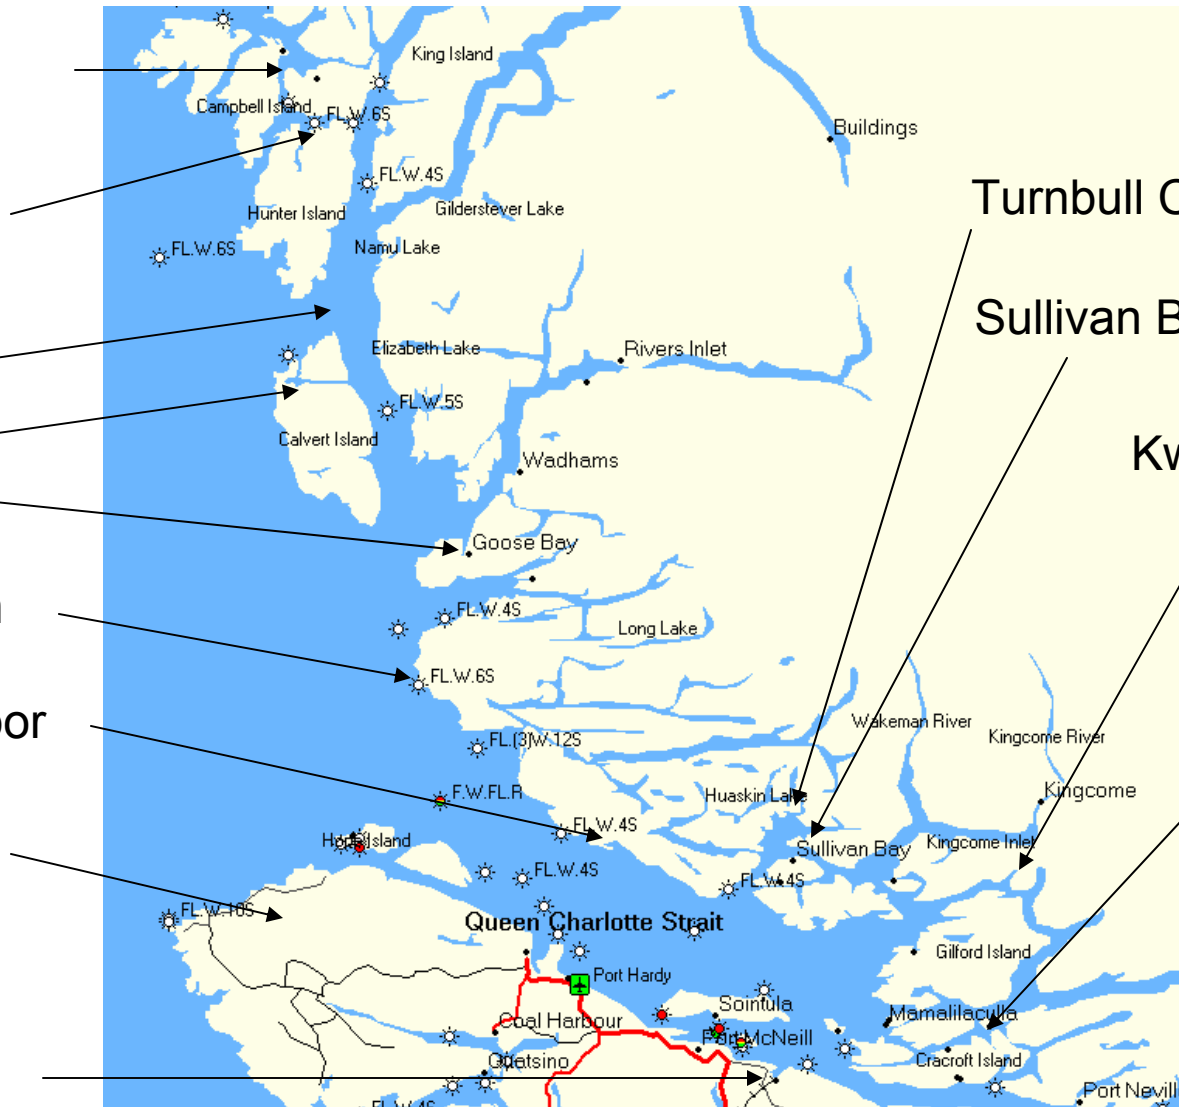 King Island
Campbell Island
FL.W.6S
Buildings
FL.W.4S
Turnbull C
Hunter Island
Gilderstever Lake
FL.W.6S
Namu Lake
Sullivan B
Elizabeth Lake
Rivers Inlet
FL.W.5S
Calvert Island
Wadhams
Kw
Goose Bay
FL.W.4S
Long Lake
FL.W.6S
oor
Wakeman River
FL.(3)W.12S
Kingcome River
F.W.FL.R
Huaskin Lake
Kingcome
FL.W.4S
Hope Island
Sullivan Bay
Kingcome Inlet
FL.W.4S
FL.W.4S
FL.W.10S
Queen Charlotte Strait
Gilford Island
Port Hardy
Sointula
Mamalilaculla
Coal Harbour
Port McNeill
Quatsino
Cracroft Island
Port Nevill
FL.W.4S